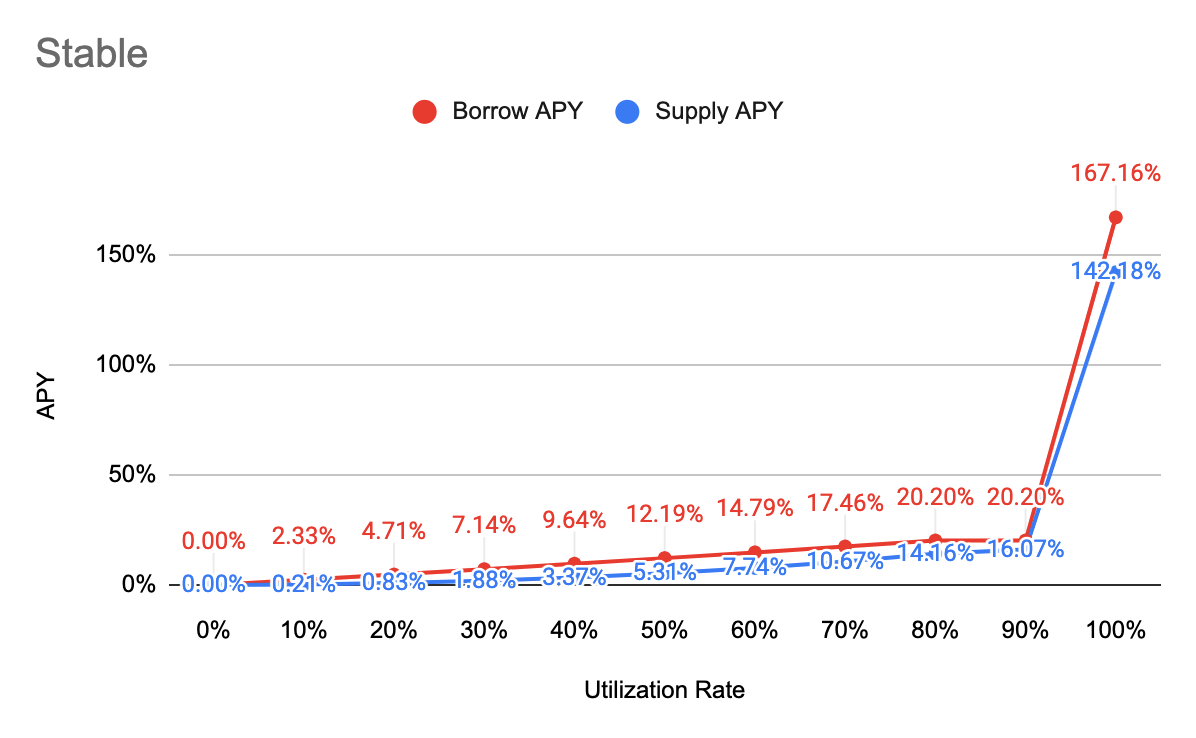 Stable
Borrow APY
Supply APY
167.16%
150%
142.18%
100%
APY
50%
0.00% 2.33% 4.71% 7.14% 9.64% 12.19% 14.79% 17.46% 20.20% 20.20%
0%
0.00% 0.21% 0.83% 1.88% 3.37% 5.31% 7.74% 10.67% 14.16% 16.07%
0% 10% 20% 30% 40% 50% 60% 70% 80% 90% 100%
Utilization Rate